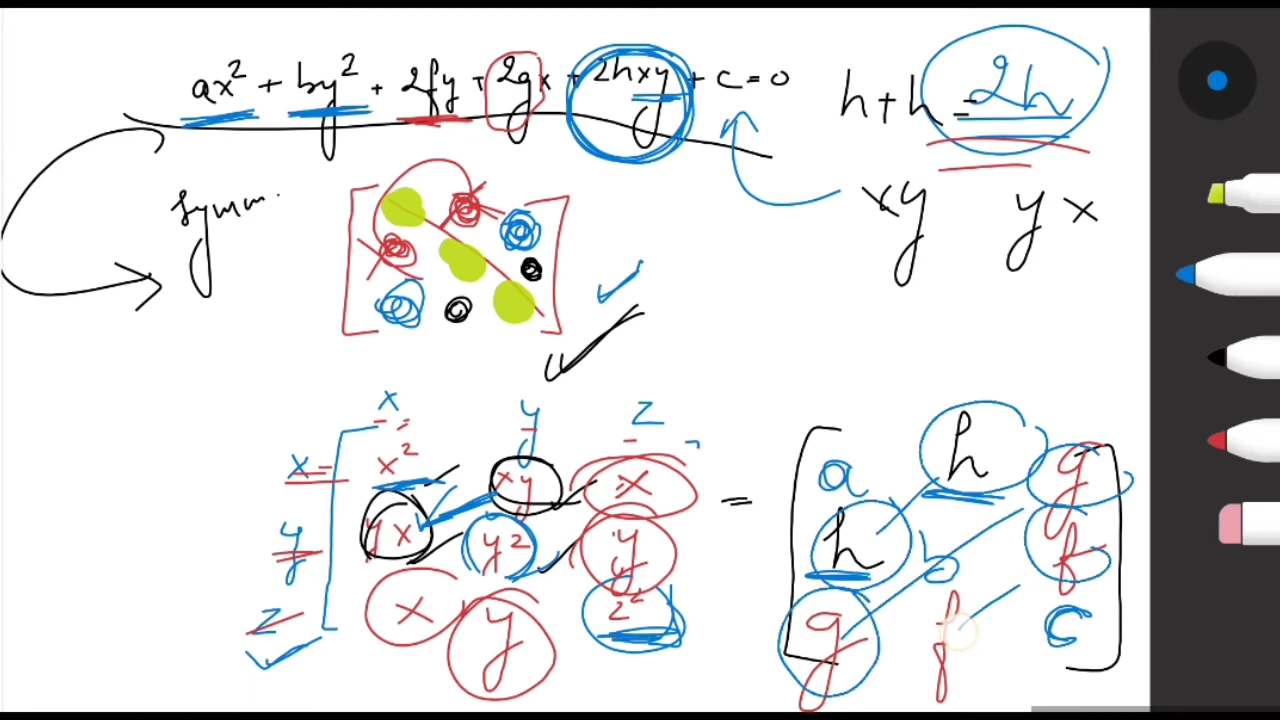 ax² + by² + 2fy + 2gx + 2hxy + c = 0
h + h = 2h
xy yx
Symm.
x y z
x x² xy x
y yx y² y
z x y z²
=
a h g
h b f
g f c